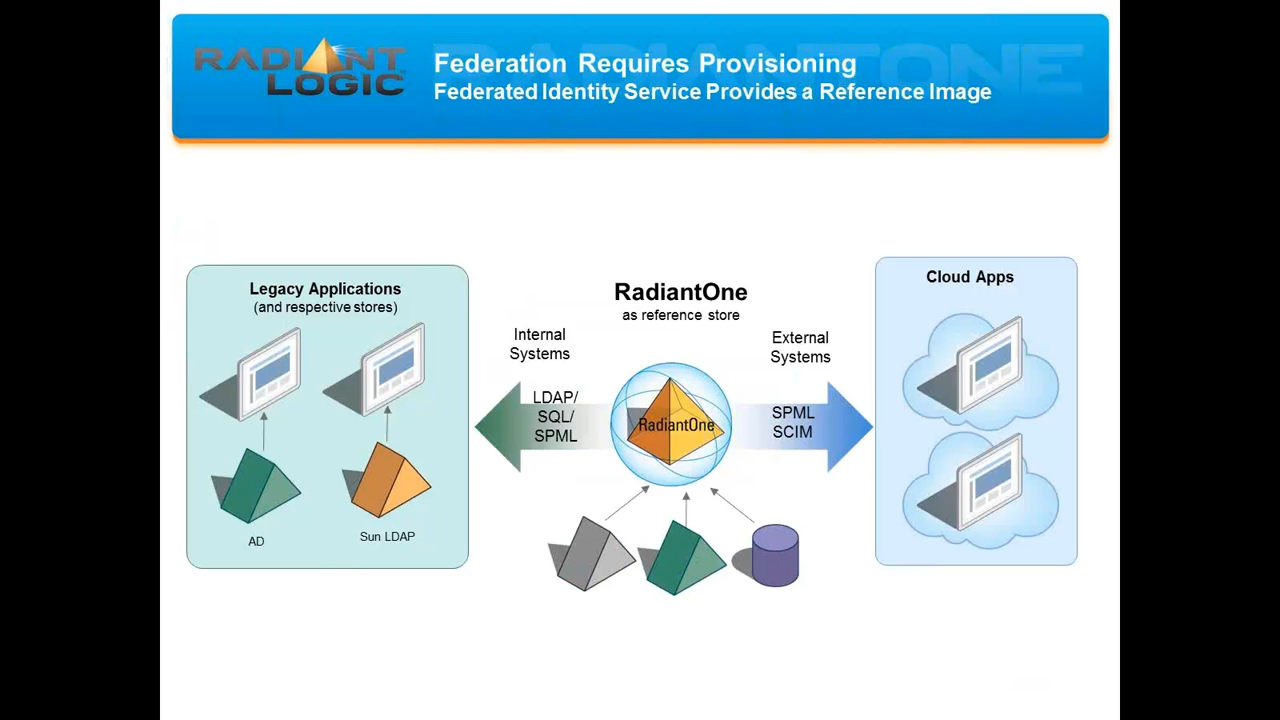 RADIANT
LOGIC
RADIANTONE
Federation Requires Provisioning
Federated Identity Service Provides a Reference Image
Legacy Applications
(and respective stores)
AD
Sun LDAP
RadiantOne
as reference store
Internal
Systems
LDAP/
SQL/
SPML
RadiantOne
External
Systems
SPML
SCIM
Cloud Apps